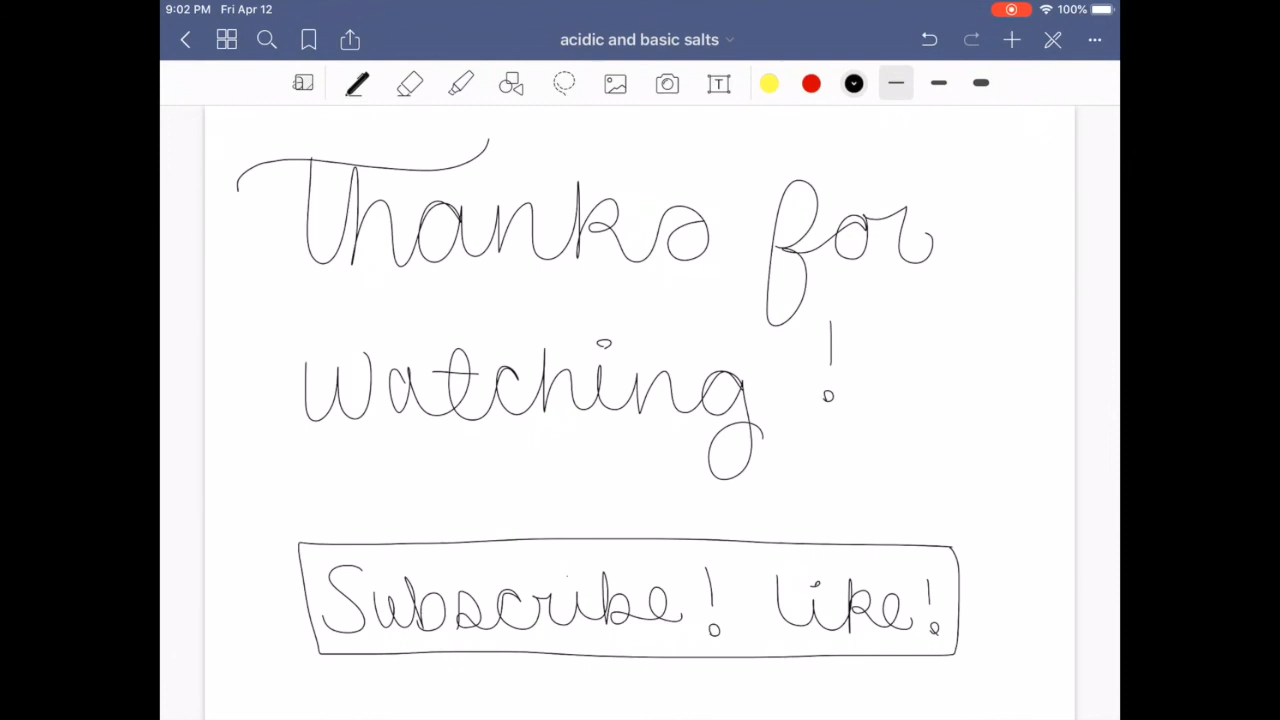 9:02 PM Fri Apr 12 100%
acidic and basic salts
T
Thanks for
watching !
Subscribe! like!